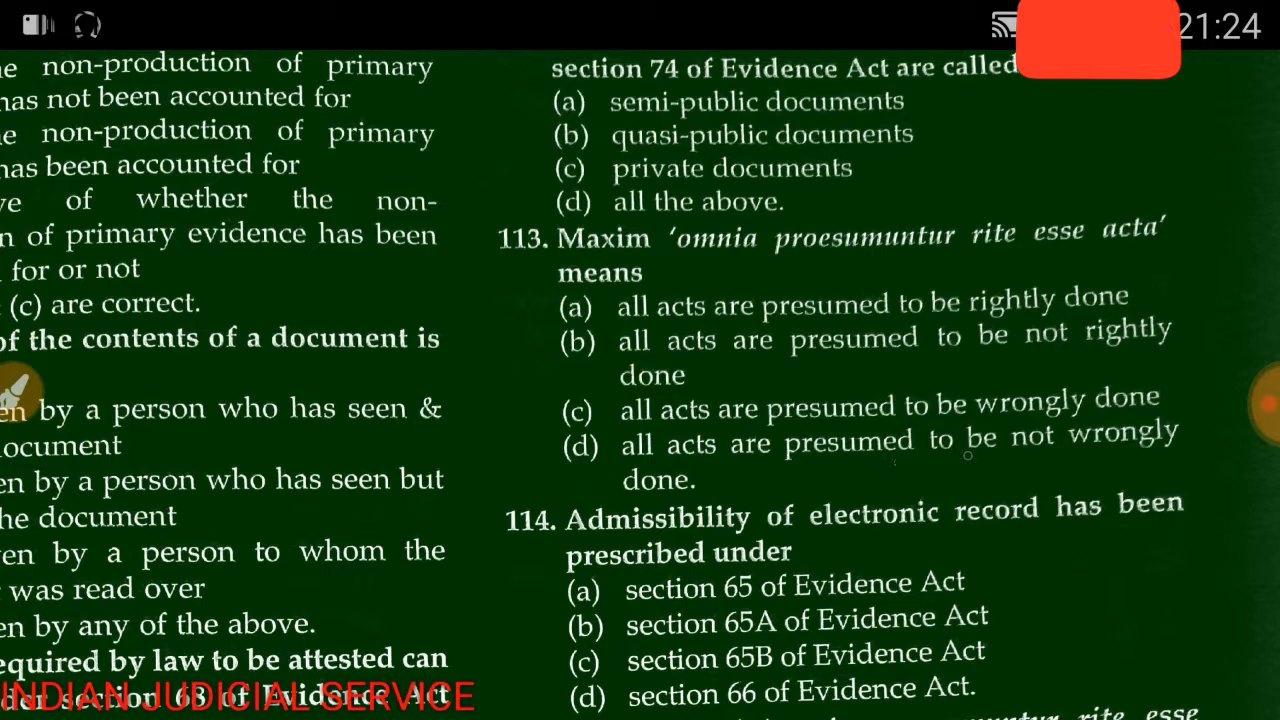 21:24
e non-production of primary
has not been accounted for
e non-production of primary
has been accounted for
of whether the non-
n of primary evidence has been
for or not
(c) are correct.
of the contents of a document is
en by a person who has seen &
ocument
en by a person who has seen but
he document
en by a person to whom the
was read over
en by any of the above.
equired by law to be attested can
der section 68 of Evidence Act
INDIAN JUDICIAL SERVICE
section 74 of Evidence Act are called
(a) semi-public documents
(b) quasi-public documents
(c) private documents
(d) all the above.
113. Maxim 'omnia proesumuntur rite esse acta'
means
(a) all acts are presumed to be rightly done
(b) all acts are presumed to be not rightly
done
(c) all acts are presumed to be wrongly done
(d) all acts are presumed to be not wrongly
done.
114. Admissibility of electronic record has been
prescribed under
(a) section 65 of Evidence Act
(b) section 65A of Evidence Act
(c) section 65B of Evidence Act
(d) section 66 of Evidence Act.
rite esse